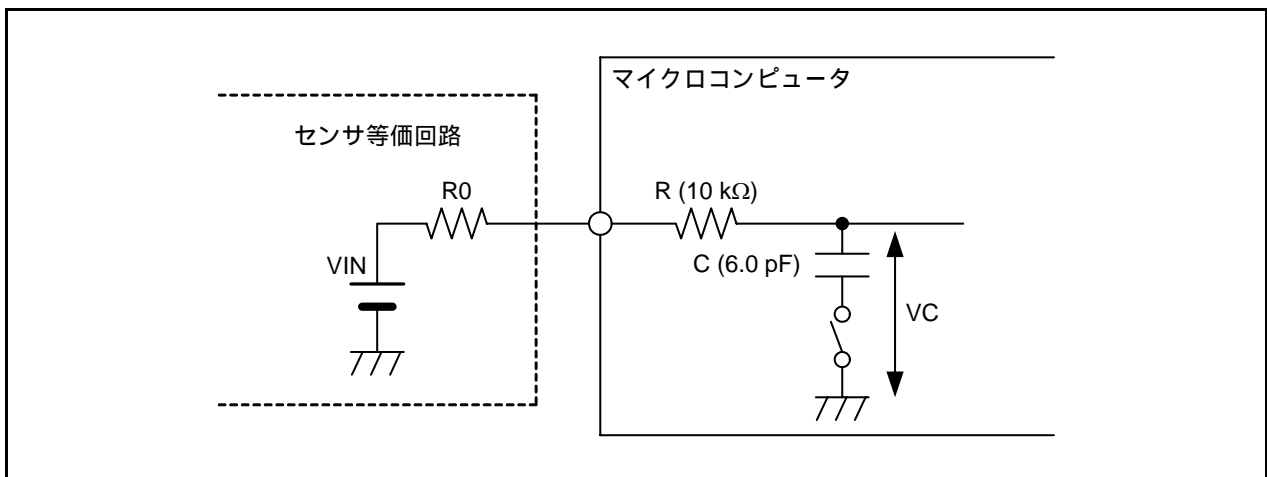 マイクロコンピュータ
センサ等価回路
R0
R (10 kΩ)
VIN
C (6.0 pF)
VC